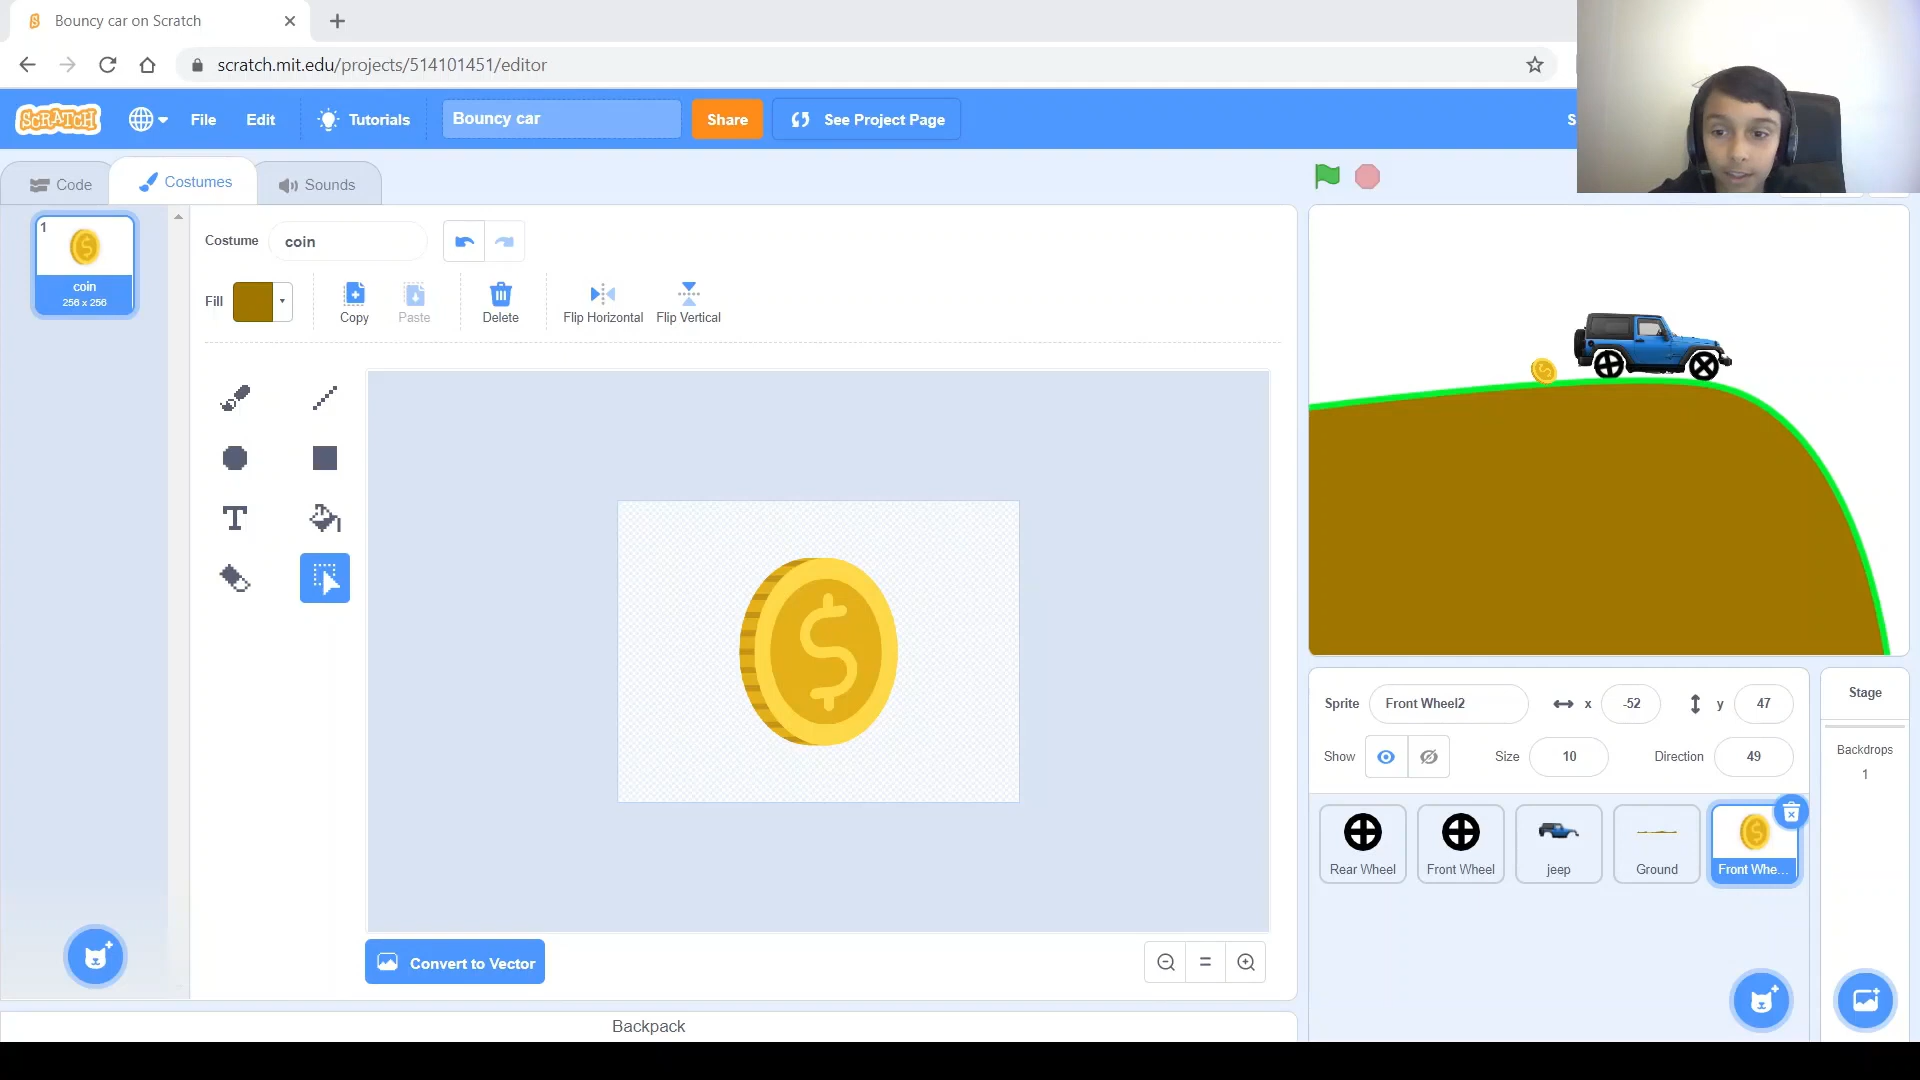 Bouncy car on Scratch
scratch.mit.edu/projects/514101451/editor
SCRATCH
File
Edit
Tutorials
Bouncy car
Share
See Project Page
S
Code
Costumes
Sounds
1
coin
256 x 256
Costume
coin
Fill
Copy
Paste
Delete
Flip Horizontal
Flip Vertical
T
$
Convert to Vector
=
Backpack
Sprite
Front Wheel2
x
-52
y
47
Show
Size
10
Direction
49
Rear Wheel
Front Wheel
jeep
Ground
Front Whe...
Stage
Backdrops
1